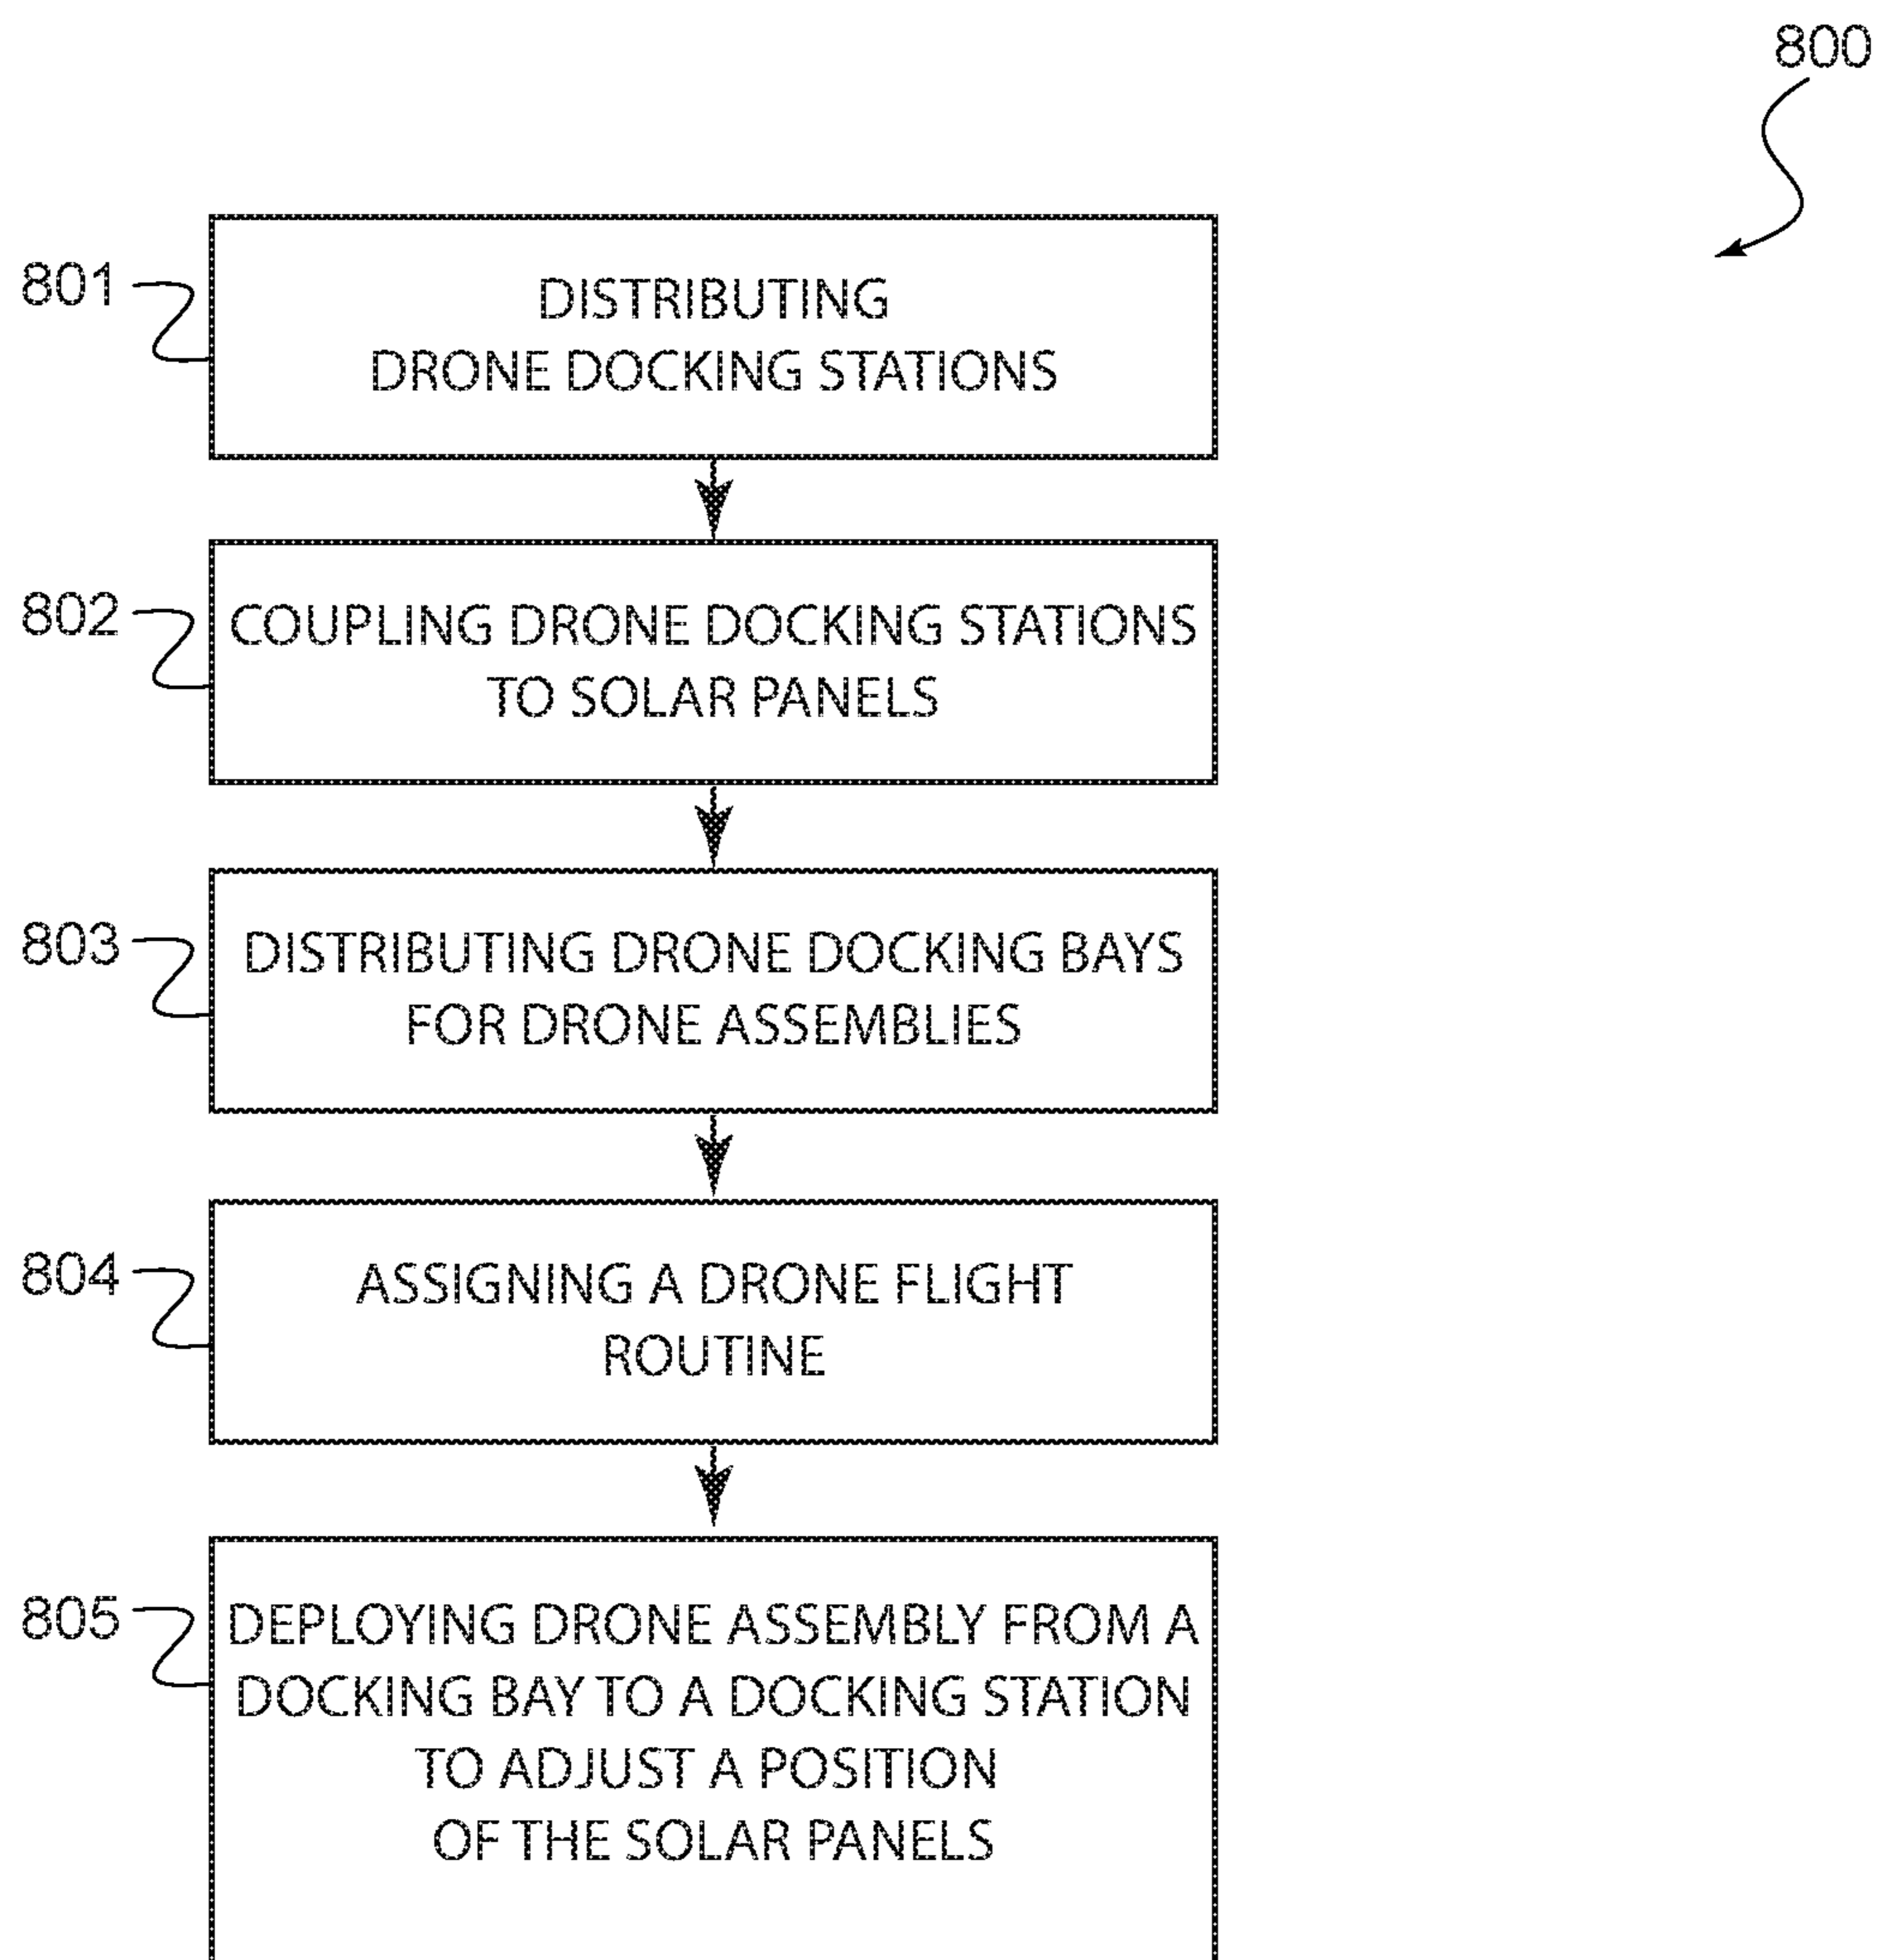 800
801
DISTRIBUTING
DRONE DOCKING STATIONS
802
COUPLING DRONE DOCKING STATIONS
TO SOLAR PANELS
803
DISTRIBUTING DRONE DOCKING BAYS
FOR DRONE ASSEMBLIES
804
ASSIGNING A DRONE FLIGHT
ROUTINE
805
DEPLOYING DRONE ASSEMBLY FROM A
DOCKING BAY TO A DOCKING STATION
TO ADJUST A POSITION
OF THE SOLAR PANELS